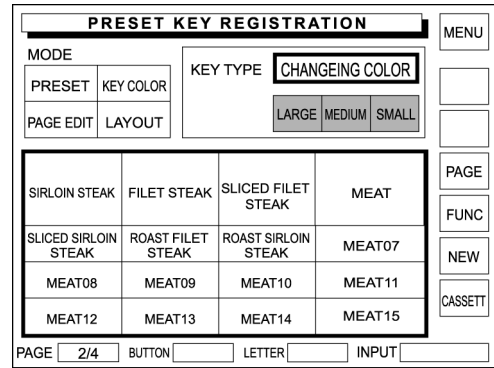 PRESET KEY REGISTRATION
MENU
MODE
PRESET KEY COLOR
PAGE EDIT LAYOUT
KEY TYPE CHANGEING COLOR
LARGE MEDIUM SMALL
SIRLOIN STEAK FILET STEAK SLICED FILET STEAK MEAT
SLICED SIRLOIN STEAK ROAST FILET STEAK ROAST SIRLOIN STEAK MEAT07
MEAT08 MEAT09 MEAT10 MEAT11
MEAT12 MEAT13 MEAT14 MEAT15
PAGE
FUNC
NEW
CASSETT
PAGE 2/4 BUTTON LETTER INPUT